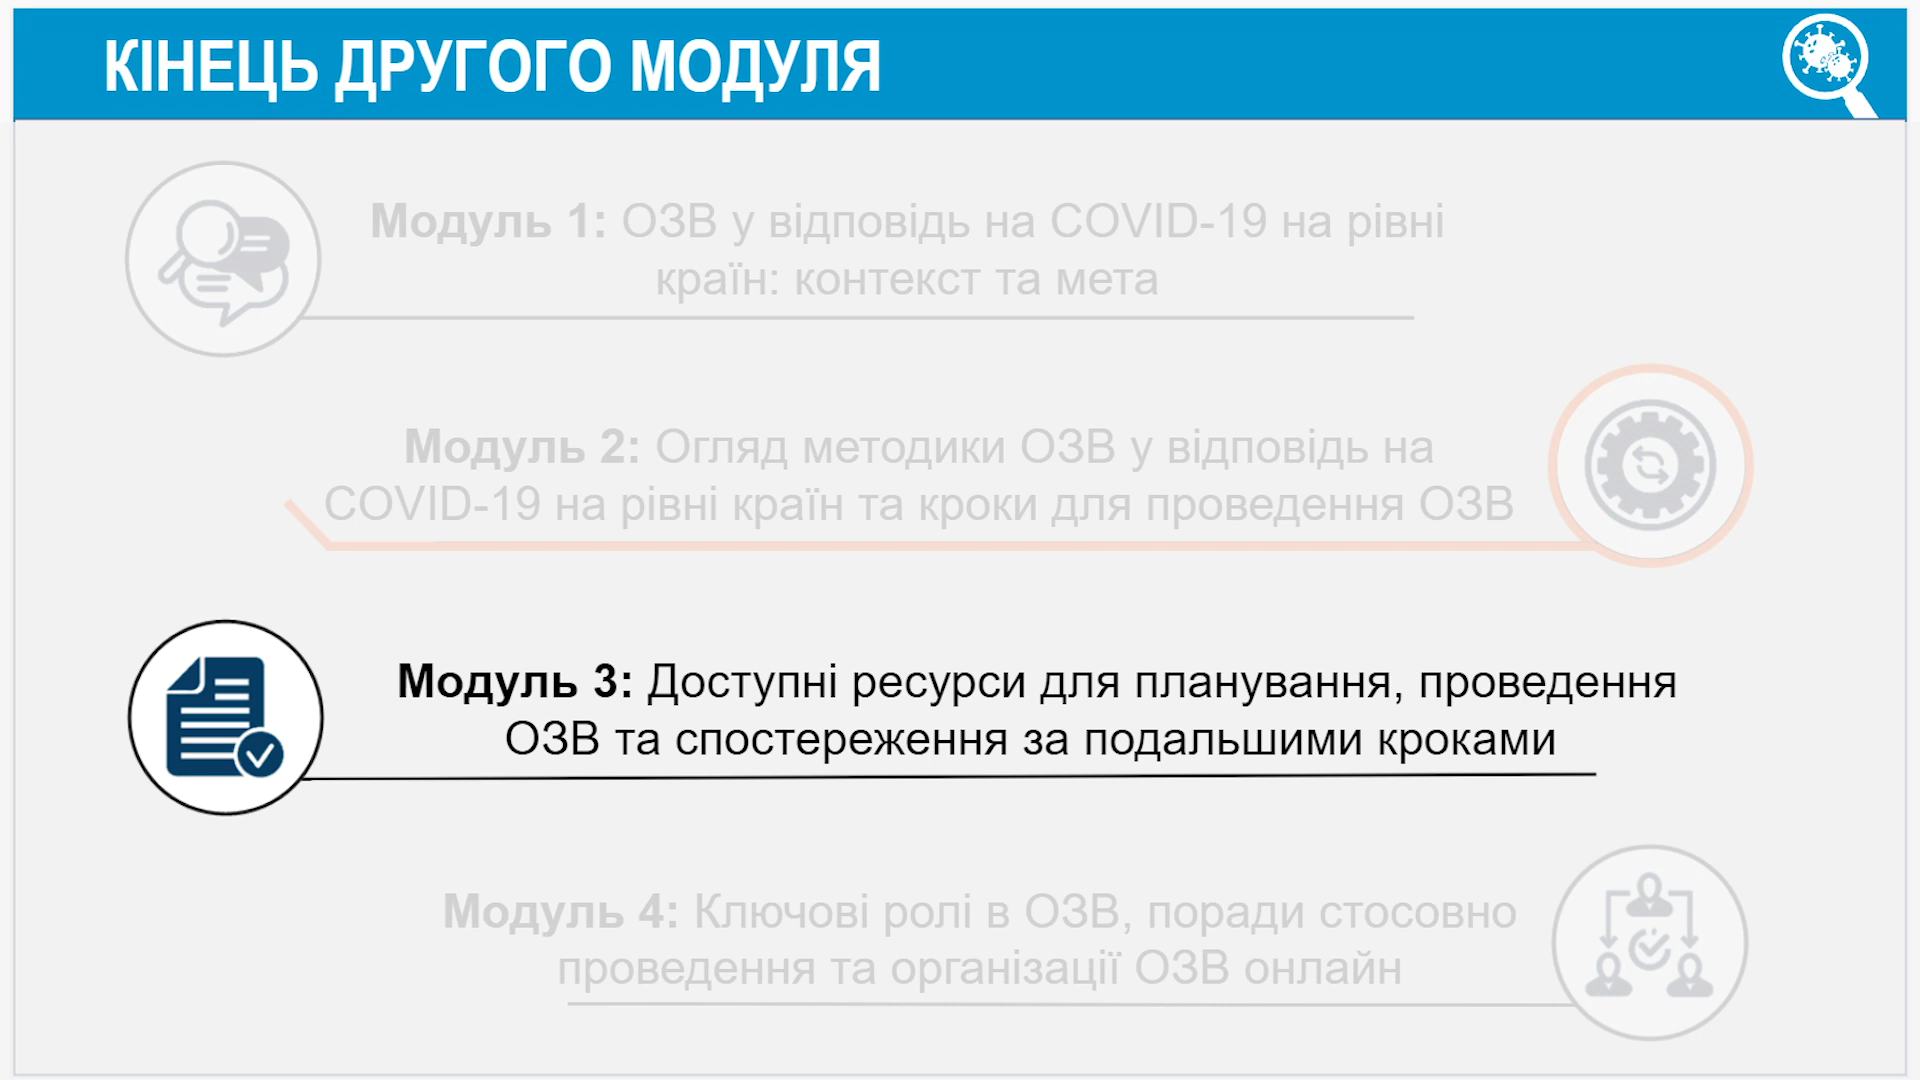 КІНЕЦЬ ДРУГОГО МОДУЛЯ
Модуль 1: ОЗВ у відповідь на COVID-19 на рівні
країн: контекст та мета
Модуль 2: Огляд методики ОЗВ у відповідь на
COVID-19 на рівні країн та кроки для проведення ОЗВ
Модуль 3: Доступні ресурси для планування, проведення
ОЗВ та спостереження за подальшими кроками
Модуль 4: Ключові ролі в ОЗВ, поради стосовно
проведення та організації ОЗВ онлайн